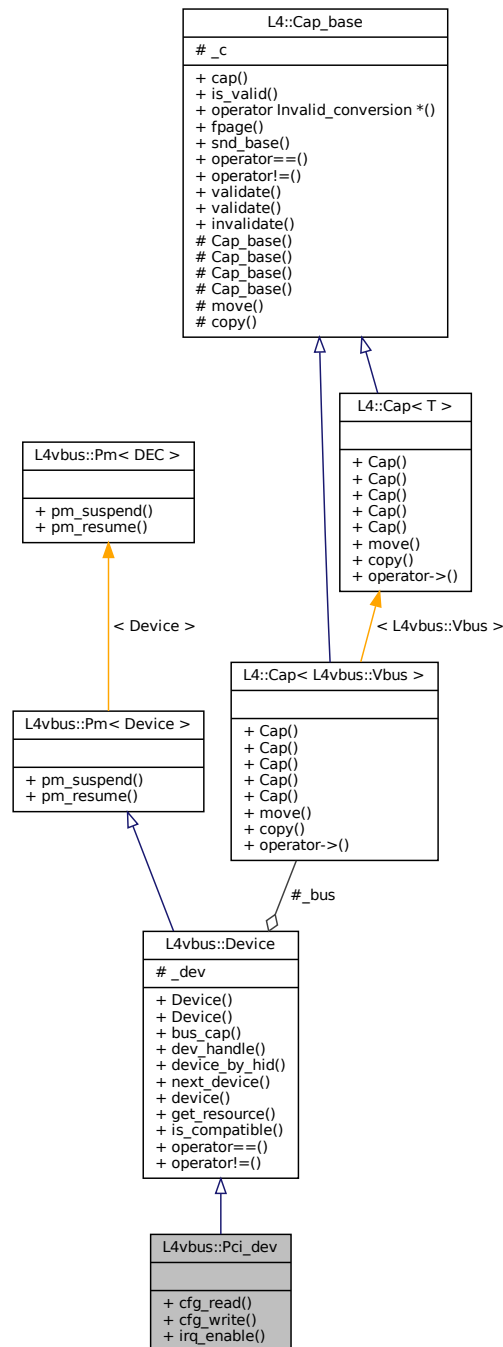 L4::Cap_base
# _c
+ cap()
+ is_valid()
+ operator Invalid_conversion *()
+ fpage()
+ snd_base()
+ operator==()
+ operator!=()
+ validate()
+ validate()
+ invalidate()
# Cap_base()
# Cap_base()
# Cap_base()
# Cap_base()
# move()
# copy()
L4::Cap< T >
+ Cap()
+ Cap()
+ Cap()
+ Cap()
+ Cap()
+ move()
+ copy()
+ operator->()
L4vbus::Pm< DEC >
+ pm_suspend()
+ pm_resume()
< Device >
< L4vbus::Vbus >
L4::Cap< L4vbus::Vbus >
+ Cap()
+ Cap()
+ Cap()
+ Cap()
+ Cap()
+ move()
+ copy()
+ operator->()
L4vbus::Pm< Device >
+ pm_suspend()
+ pm_resume()
#_bus
L4vbus::Device
# _dev
+ Device()
+ Device()
+ bus_cap()
+ dev_handle()
+ device_by_hid()
+ next_device()
+ device()
+ get_resource()
+ is_compatible()
+ operator==()
+ operator!=()
L4vbus::Pci_dev
+ cfg_read()
+ cfg_write()
+ irq_enable()